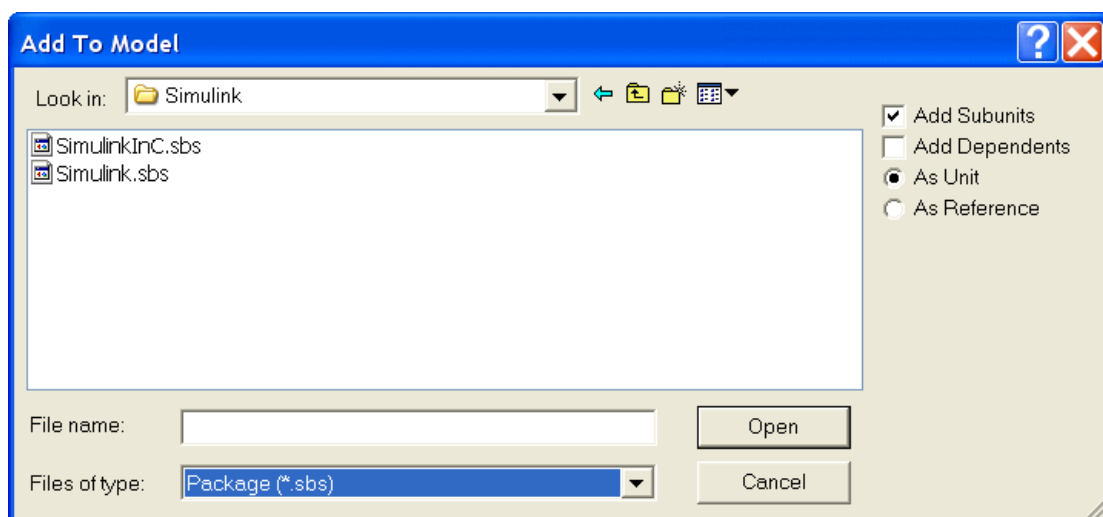 Add To Model
Look in: Simulink
Add Subunits
Add Dependents
As Unit
As Reference
SimulinkInC.sbs
Simulink.sbs
File name:
Open
Files of type: Package (*.sbs)
Cancel